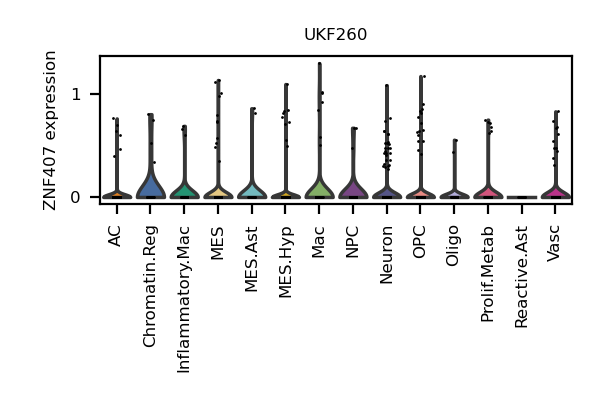 UKF260
ZNF407 expression
1
0
AC
Chromatin.Reg
Inflammatory.Mac
MES
MES.Ast
MES.Hyp
Mac
NPC
Neuron
OPC
Oligo
Prolif.Metab
Reactive.Ast
Vasc